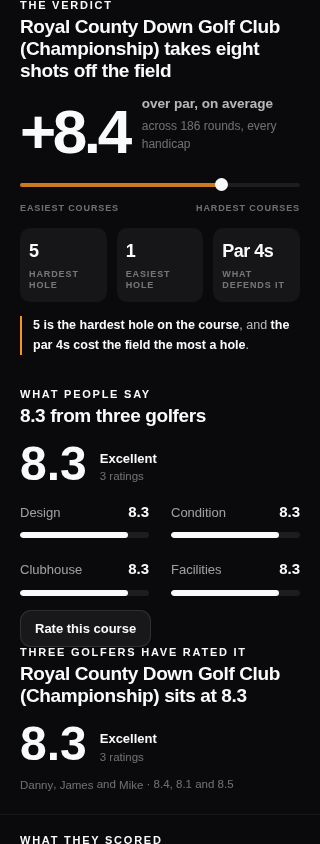 THE VERDICT
Royal County Down Golf Club
(Championship) takes eight
shots off the field
+8.4
over par, on average
across 186 rounds, every
handicap
EASIEST COURSES
HARDEST COURSES
5
HARDEST
HOLE
1
EASIEST
HOLE
Par 4s
WHAT
DEFENDS IT
5 is the hardest hole on the course, and the
par 4s cost the field the most a hole.
WHAT PEOPLE SAY
8.3 from three golfers
8.3
Excellent
3 ratings
Design 8.3
Condition 8.3
Clubhouse 8.3
Facilities 8.3
Rate this course
THREE GOLFERS HAVE RATED IT
Royal County Down Golf Club
(Championship) sits at 8.3
8.3
Excellent
3 ratings
Danny, James and Mike · 8.4, 8.1 and 8.5
WHAT THEY SCORED